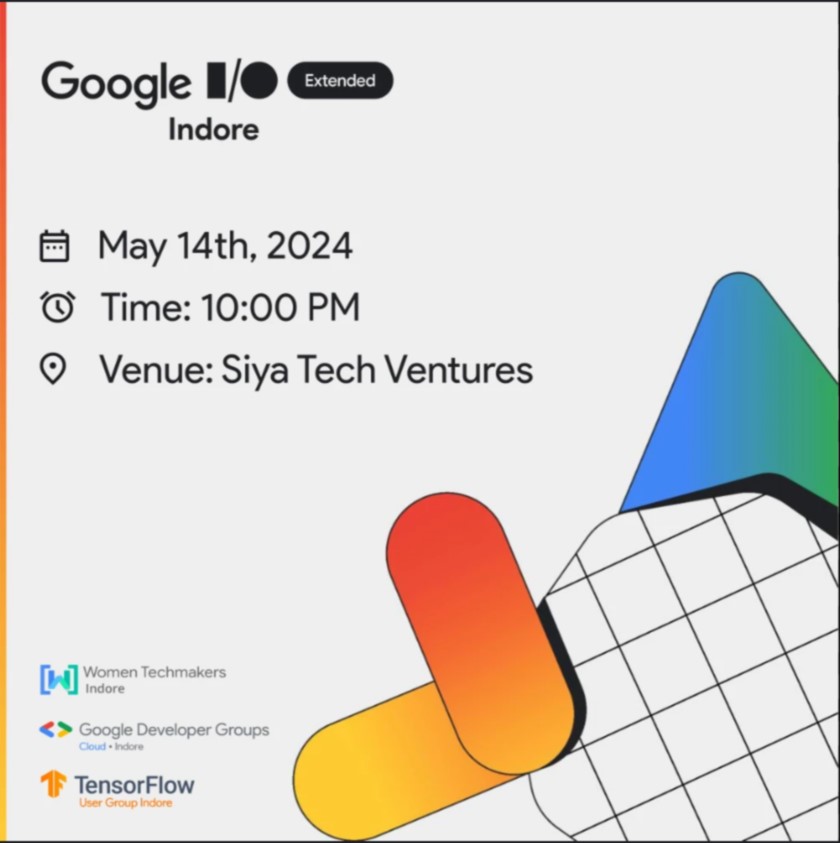 Google I/O Extended
Indore
May 14th, 2024
Time: 10:00 PM
Venue: Siya Tech Ventures
Women Techmakers
Indore
Google Developer Groups
Cloud • Indore
TensorFlow
User Group Indore